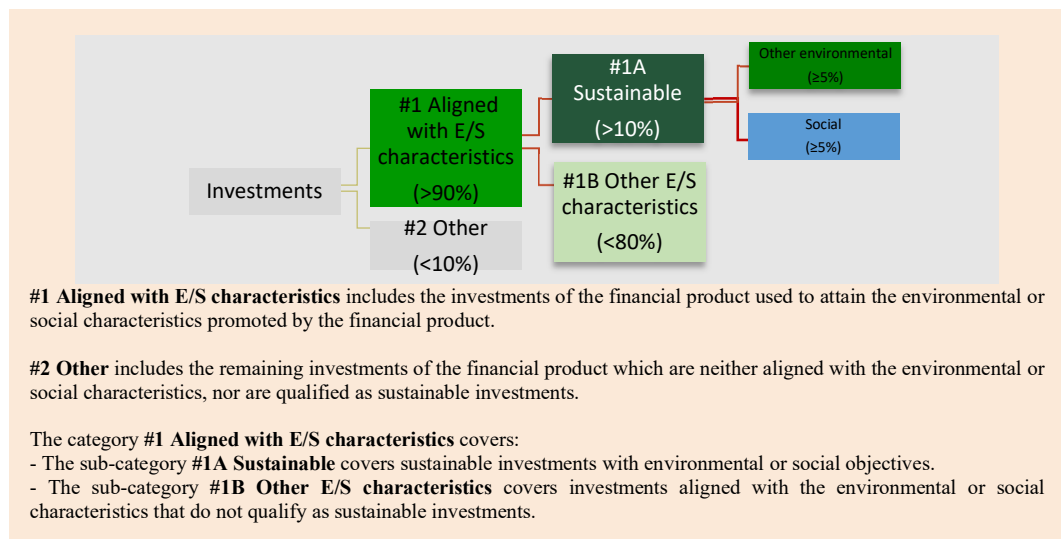 Investments
#1 Aligned
with E/S
characteristics
(>90%)
#2 Other
(<10%)
#1A
Sustainable
(>10%)
#1B Other E/S
characteristics
(<80%)
Other environmental
(≥5%)
Social
(≥5%)
#1 Aligned with E/S characteristics includes the investments of the financial product used to attain the environmental or
social characteristics promoted by the financial product.
#2 Other includes the remaining investments of the financial product which are neither aligned with the environmental or
social characteristics, nor are qualified as sustainable investments.
The category #1 Aligned with E/S characteristics covers:
- The sub-category #1A Sustainable covers sustainable investments with environmental or social objectives.
- The sub-category #1B Other E/S characteristics covers investments aligned with the environmental or social
characteristics that do not qualify as sustainable investments.